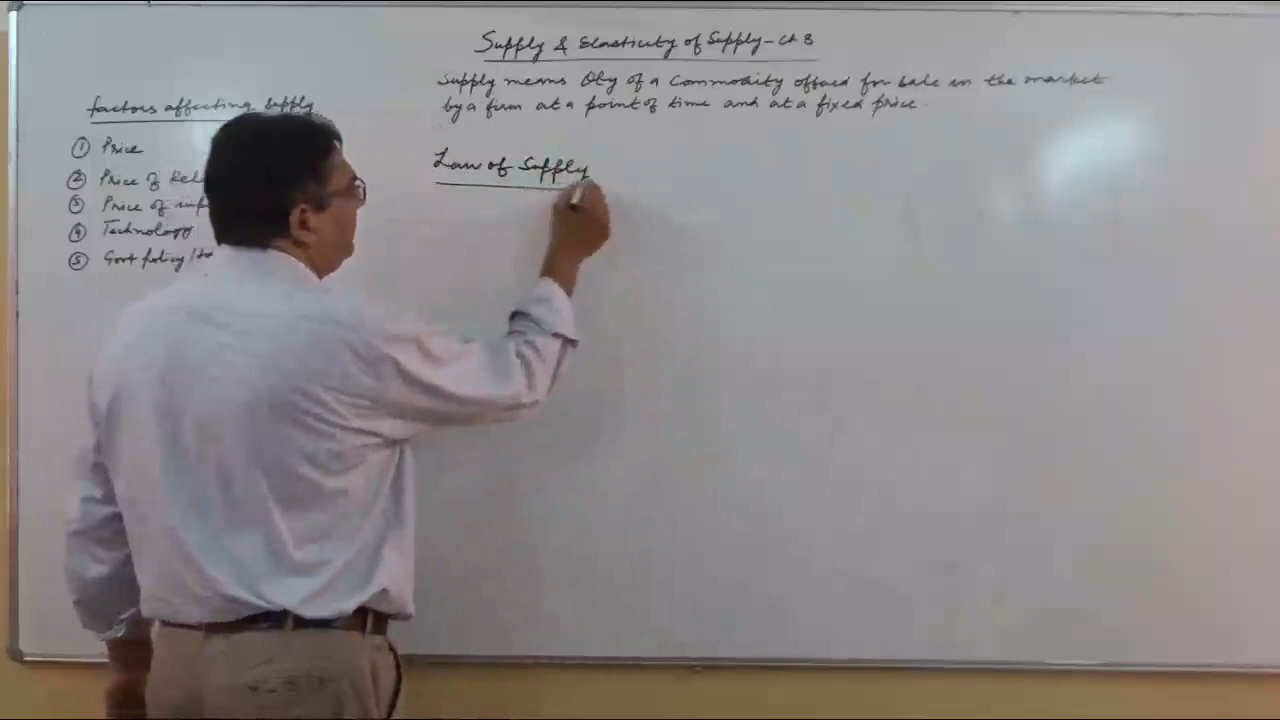 Supply & Elasticity of Supply - Ch 8
Supply means Qty of a Commodity offered for Sale in the market
by a firm at a point of time and at a fixed price
factors affecting Supply
① Price
② Price of
③ Price of
④ Technology
⑤ Govt policy
Law of Supply